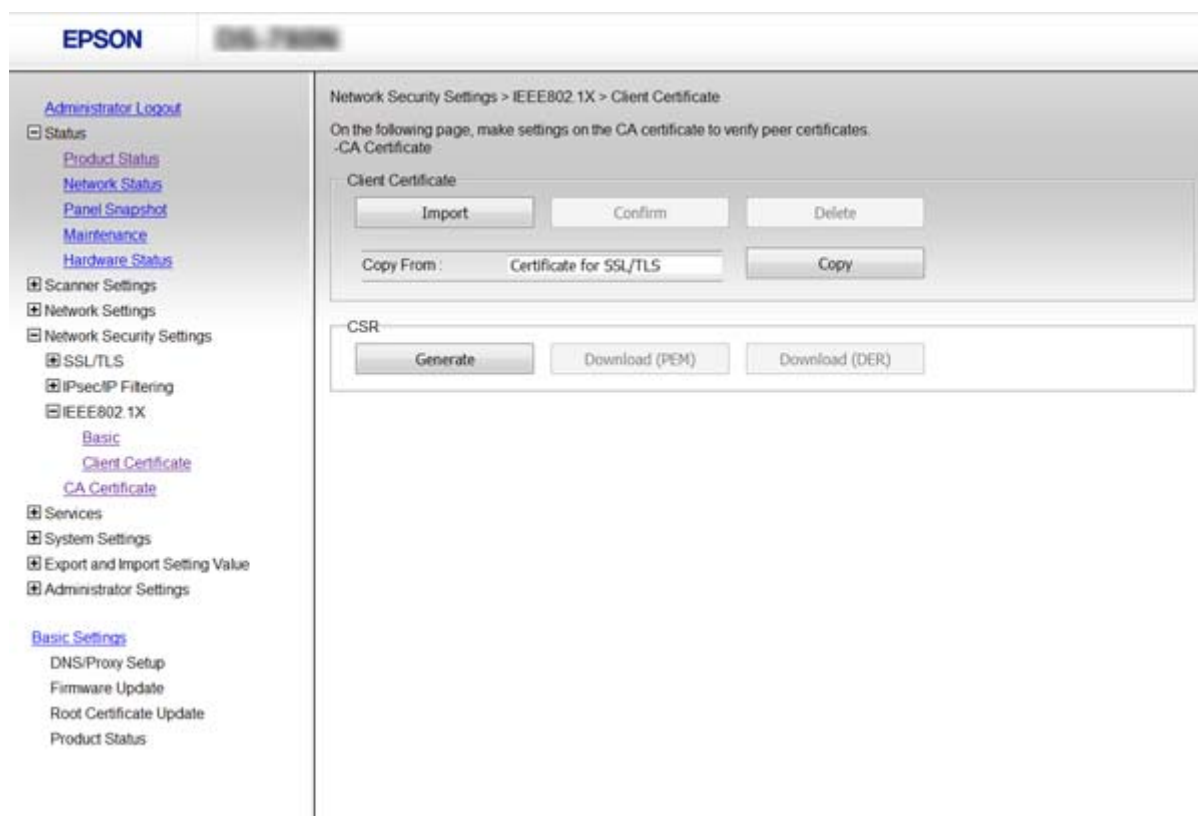 EPSON
Administrator Logout
Status
Product Status
Network Status
Panel Snapshot
Maintenance
Hardware Status
Scanner Settings
Network Settings
Network Security Settings
SSL/TLS
IPsec/IP Filtering
IEEE802.1X
Basic
Client Certificate
CA Certificate
Services
System Settings
Export and Import Setting Value
Administrator Settings
Basic Settings
DNS/Proxy Setup
Firmware Update
Root Certificate Update
Product Status
Network Security Settings > IEEE802.1X > Client Certificate
On the following page, make settings on the CA certificate to verify peer certificates.
-CA Certificate
Client Certificate
Import Confirm Delete
Copy From : Certificate for SSL/TLS Copy
CSR
Generate Download (PEM) Download (DER)